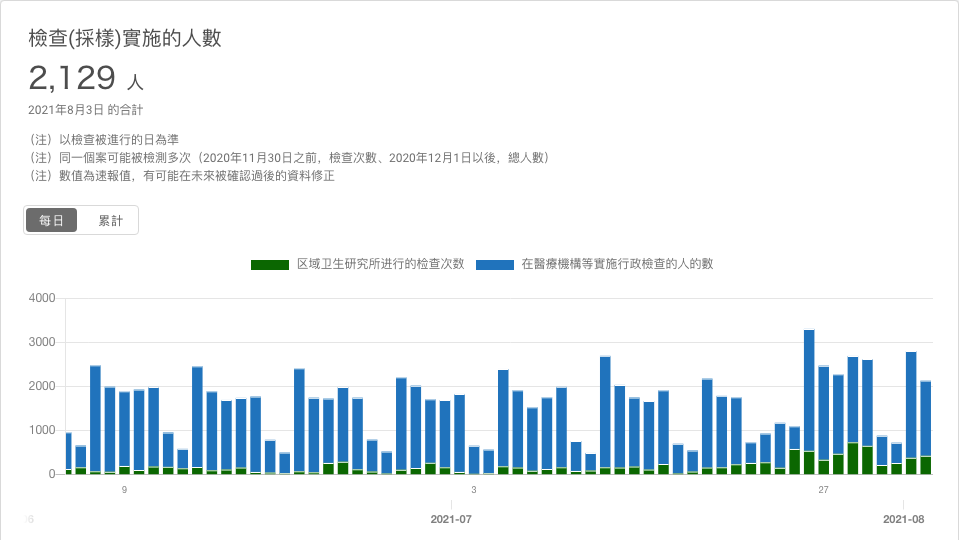 檢查(採樣)實施的人數
2,129 人
2021年8月3日 的合計
（注）以檢查被進行的日為準
（注）同一個案可能被檢測多次（2020年11月30日之前，檢查次數、2020年12月1日以後，總人數）
（注）數值為速報值，有可能在未來被確認過後的資料修正
每日 累計
区域卫生研究所进行的检查次数 在醫療機構等實施行政檢查的人的數
4000
3000
2000
1000
0
9 3 27
2021-07 2021-08